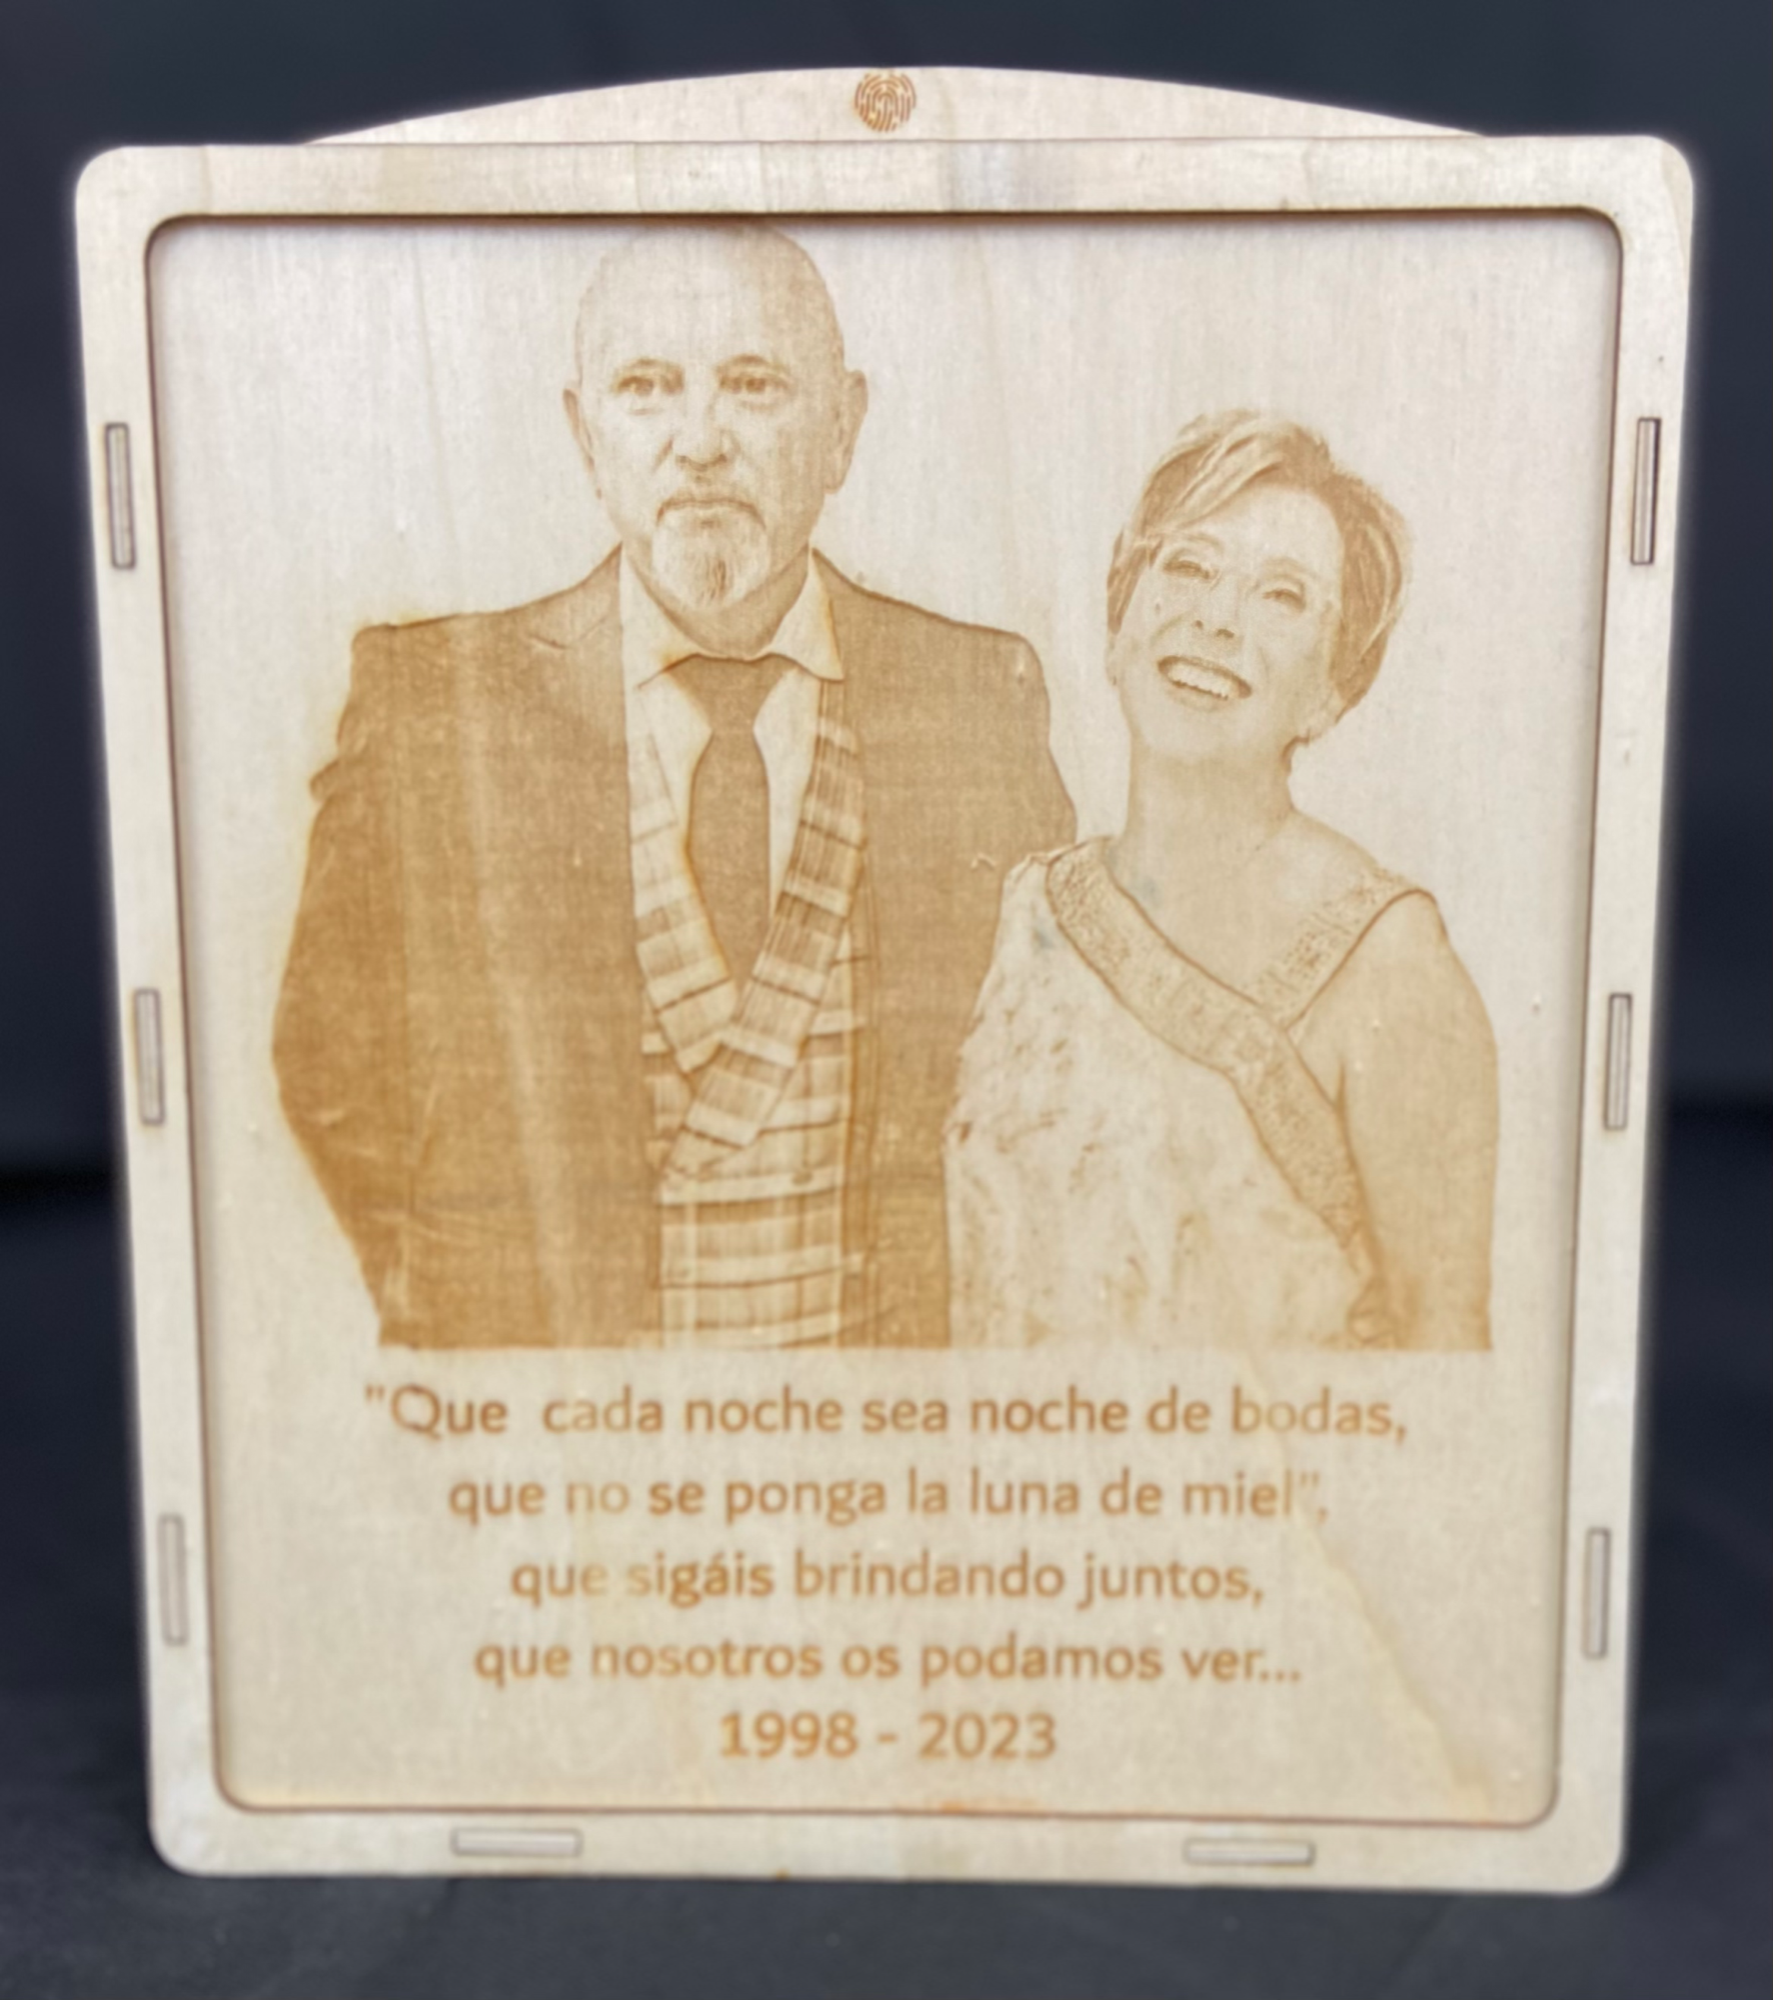 "Que cada noche sea noche de bodas,
que no se ponga la luna de miel",
que sigáis brindando juntos,
que nosotros os podamos ver...
1998 - 2023